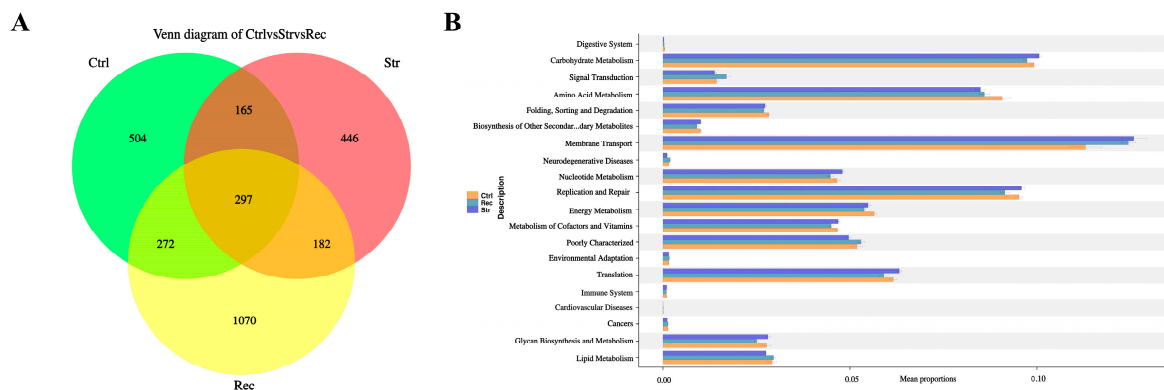 A
Venn diagram of CtrlvsStrvsRec
Ctrl
Str
165
504
446
297
272
182
1070
Rec
B
Digestive System
Carbohydrate Metabolism
Signal Transduction
Amino Acid Metabolism
Folding, Sorting and Degradation
Biosynthesis of Other Secondar...dary Metabolites
Membrane Transport
Neurodegenerative Diseases
Nucleotide Metabolism
Replication and Repair
Energy Metabolism
Metabolism of Cofactors and Vitamins
Poorly Characterized
Environmental Adaptation
Translation
Immune System
Cardiovascular Diseases
Cancers
Glycan Biosynthesis and Metabolism
Lipid Metabolism
Ctrl
Rec
Str
Description
0.00
0.05
Mean proportions
0.10